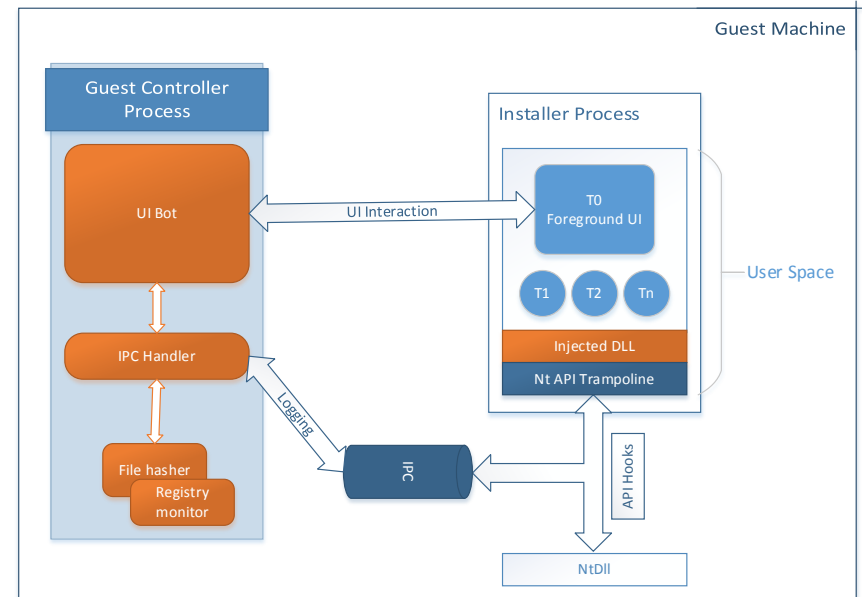 Guest Machine
Guest Controller
Process
Installer Process
UI Bot
UI Interaction
T0
Foreground UI
User Space
T1
T2
Tn
IPC Handler
Injected DLL
Nt API Trampoline
Logging
File hasher
Registry
monitor
IPC
API Hooks
NtDll